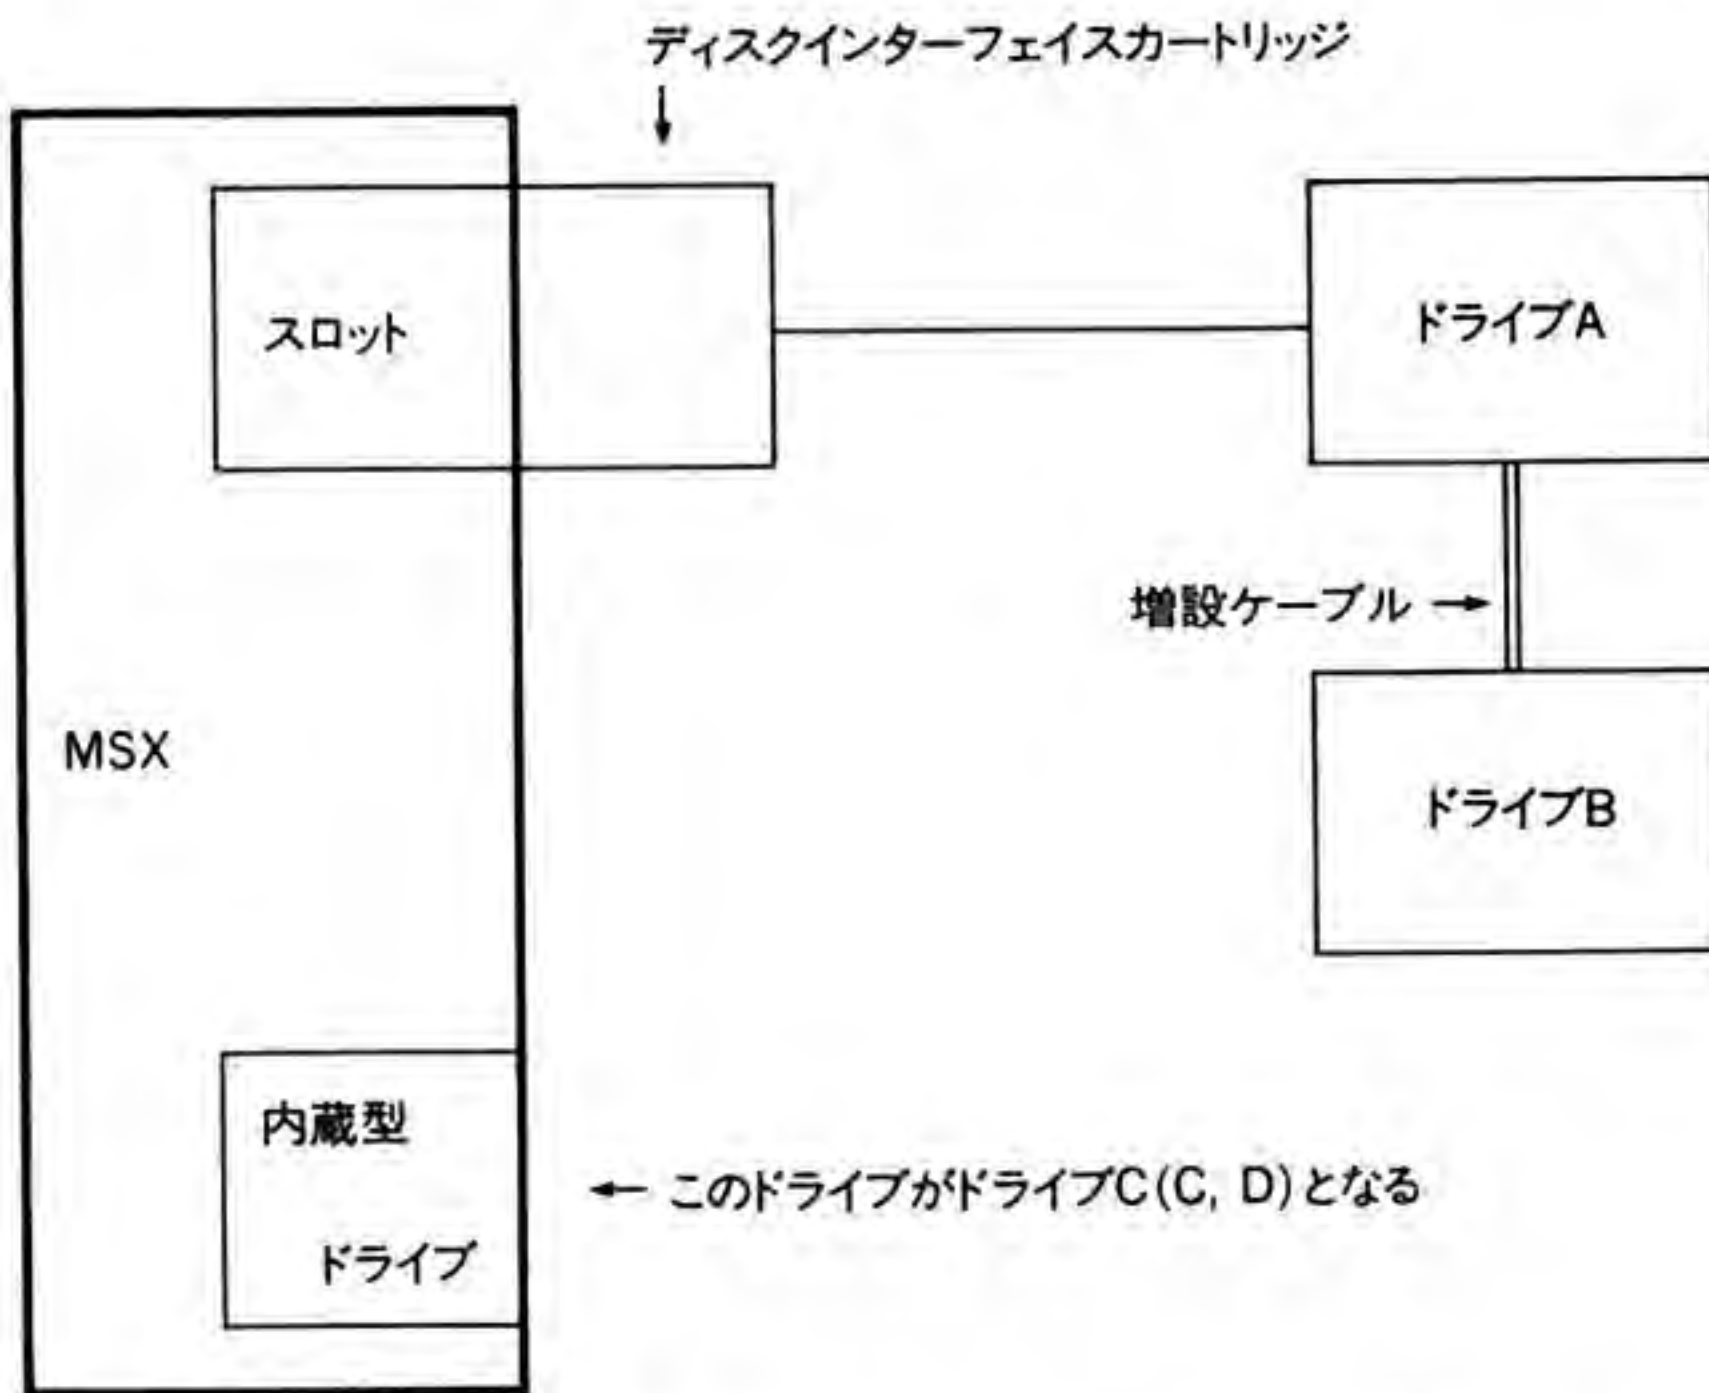 ディスクインターフェイスカートリッジ
↓
スロット
ドライブA
増設ケーブル →
MSX
ドライブB
内蔵型
ドライブ
← このドライブがドライブC(C, D)となる